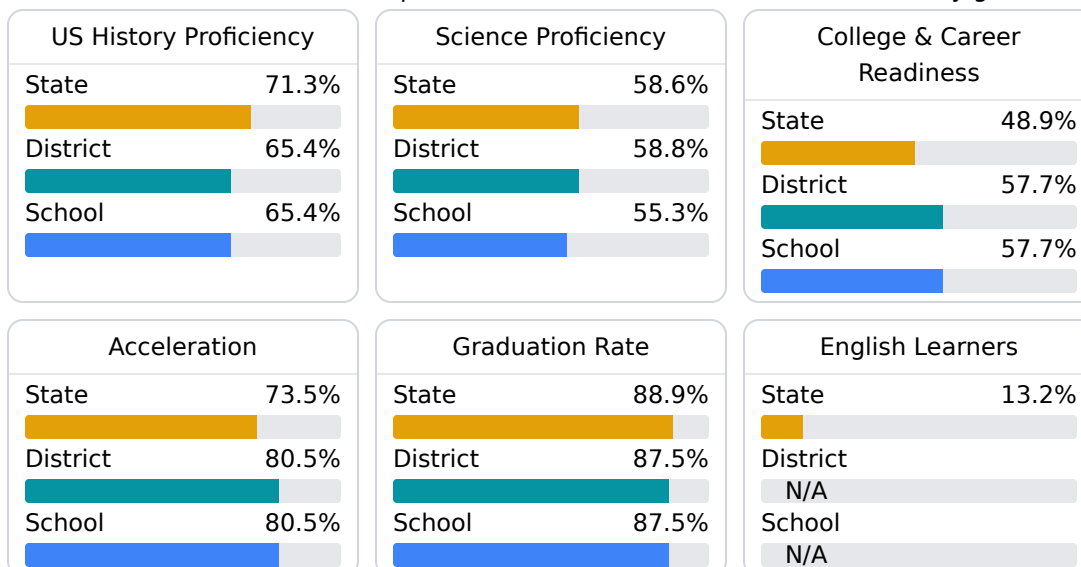 US History Proficiency
State 71.3%
District 65.4%
School 65.4%
Science Proficiency
State 58.6%
District 58.8%
School 55.3%
College & Career
Readiness
State 48.9%
District 57.7%
School 57.7%
Acceleration
State 73.5%
District 80.5%
School 80.5%
Graduation Rate
State 88.9%
District 87.5%
School 87.5%
English Learners
State 13.2%
District
N/A
School
N/A